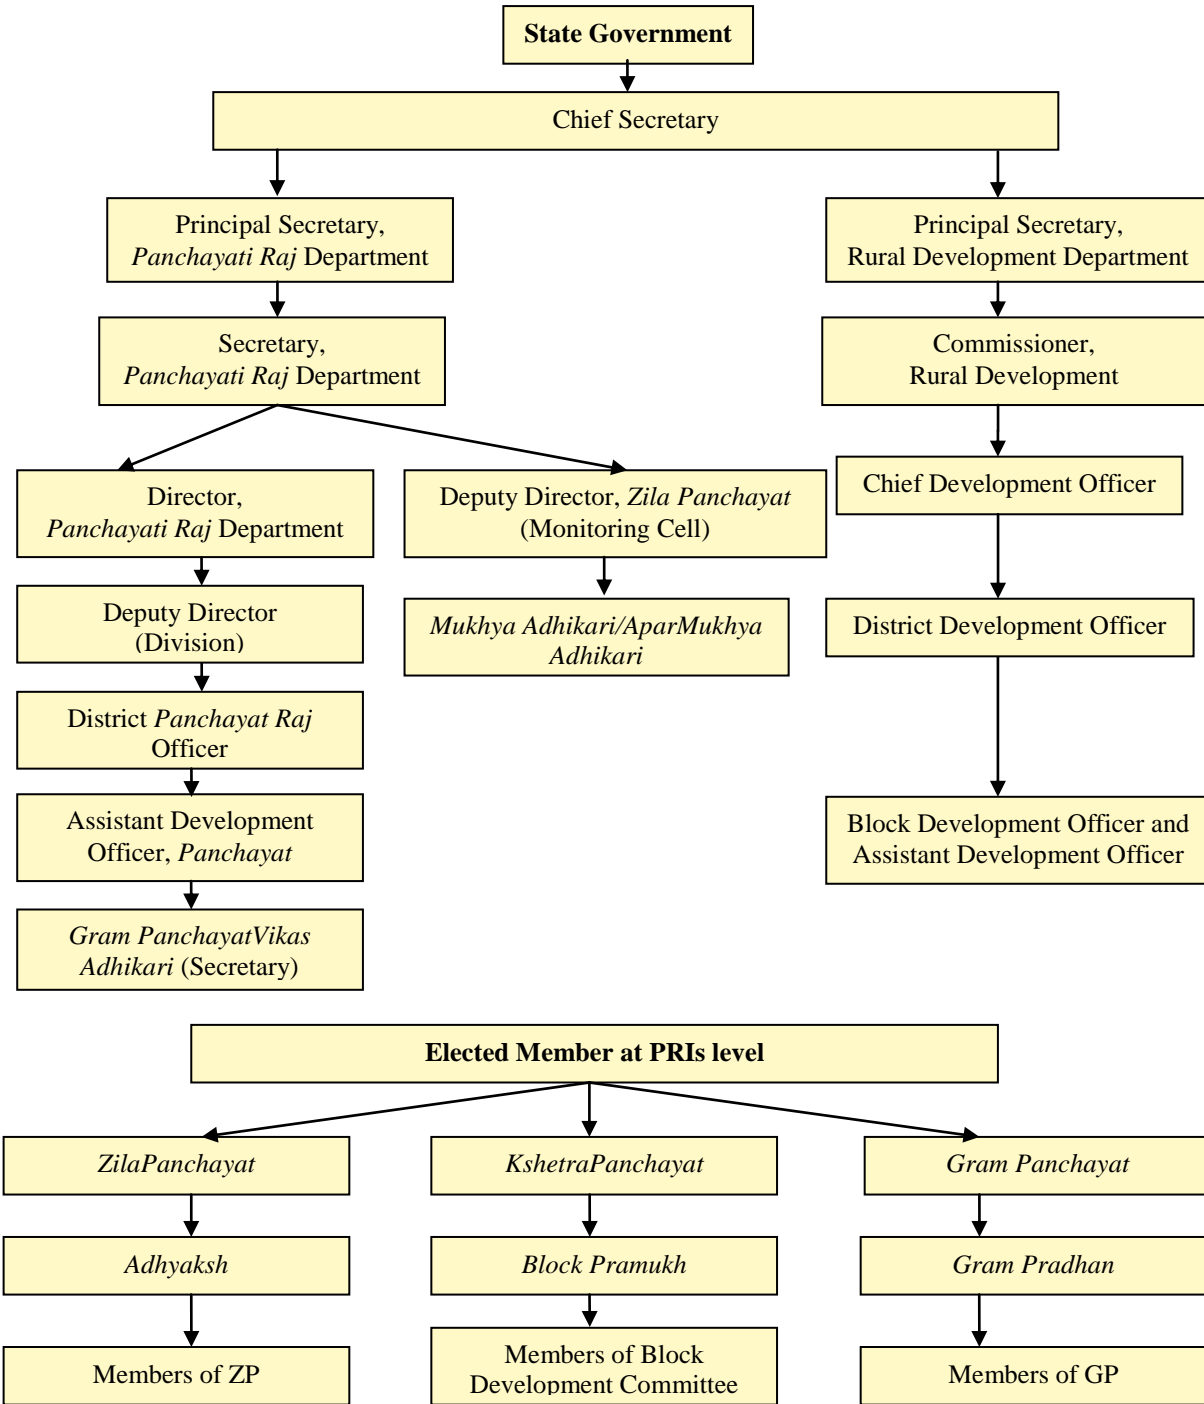 State Government
Chief Secretary
Principal Secretary,
Panchayati Raj Department
Principal Secretary,
Rural Development Department
Secretary,
Panchayati Raj Department
Commissioner,
Rural Development
Director,
Panchayati Raj Department
Deputy Director, Zila Panchayat
(Monitoring Cell)
Chief Development Officer
Deputy Director
(Division)
Mukhya Adhikari/AparMukhya
Adhikari
District Development Officer
District Panchayat Raj
Officer
Assistant Development
Officer, Panchayat
Block Development Officer and
Assistant Development Officer
Gram PanchayatVikas
Adhikari (Secretary)
Elected Member at PRIs level
ZilaPanchayat
KshetraPanchayat
Gram Panchayat
Adhyaksh
Block Pramukh
Gram Pradhan
Members of ZP
Members of Block
Development Committee
Members of GP